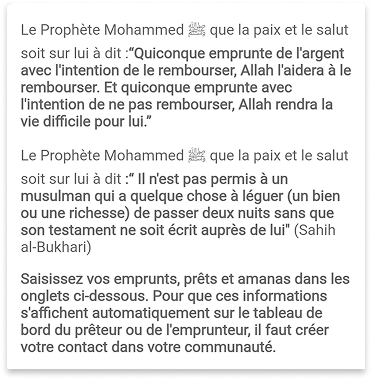 Le Prophète Mohammed ﷺ que la paix et le salut
soit sur lui à dit :“Quiconque emprunte de l'argent
avec l'intention de le rembourser, Allah l'aidera à le
rembourser. Et quiconque emprunte avec
l'intention de ne pas rembourser, Allah rendra la
vie difficile pour lui.”
Le Prophète Mohammed ﷺ que la paix et le salut
soit sur lui à dit :“ Il n'est pas permis à un
musulman qui a quelque chose à léguer (un bien
ou une richesse) de passer deux nuits sans que
son testament ne soit écrit auprès de lui" (Sahih
al-Bukhari)
Saisissez vos emprunts, prêts et amanas dans les
onglets ci-dessous. Pour que ces informations
s'affichent automatiquement sur le tableau de
bord du prêteur ou de l'emprunteur, il faut créer
votre contact dans votre communauté.